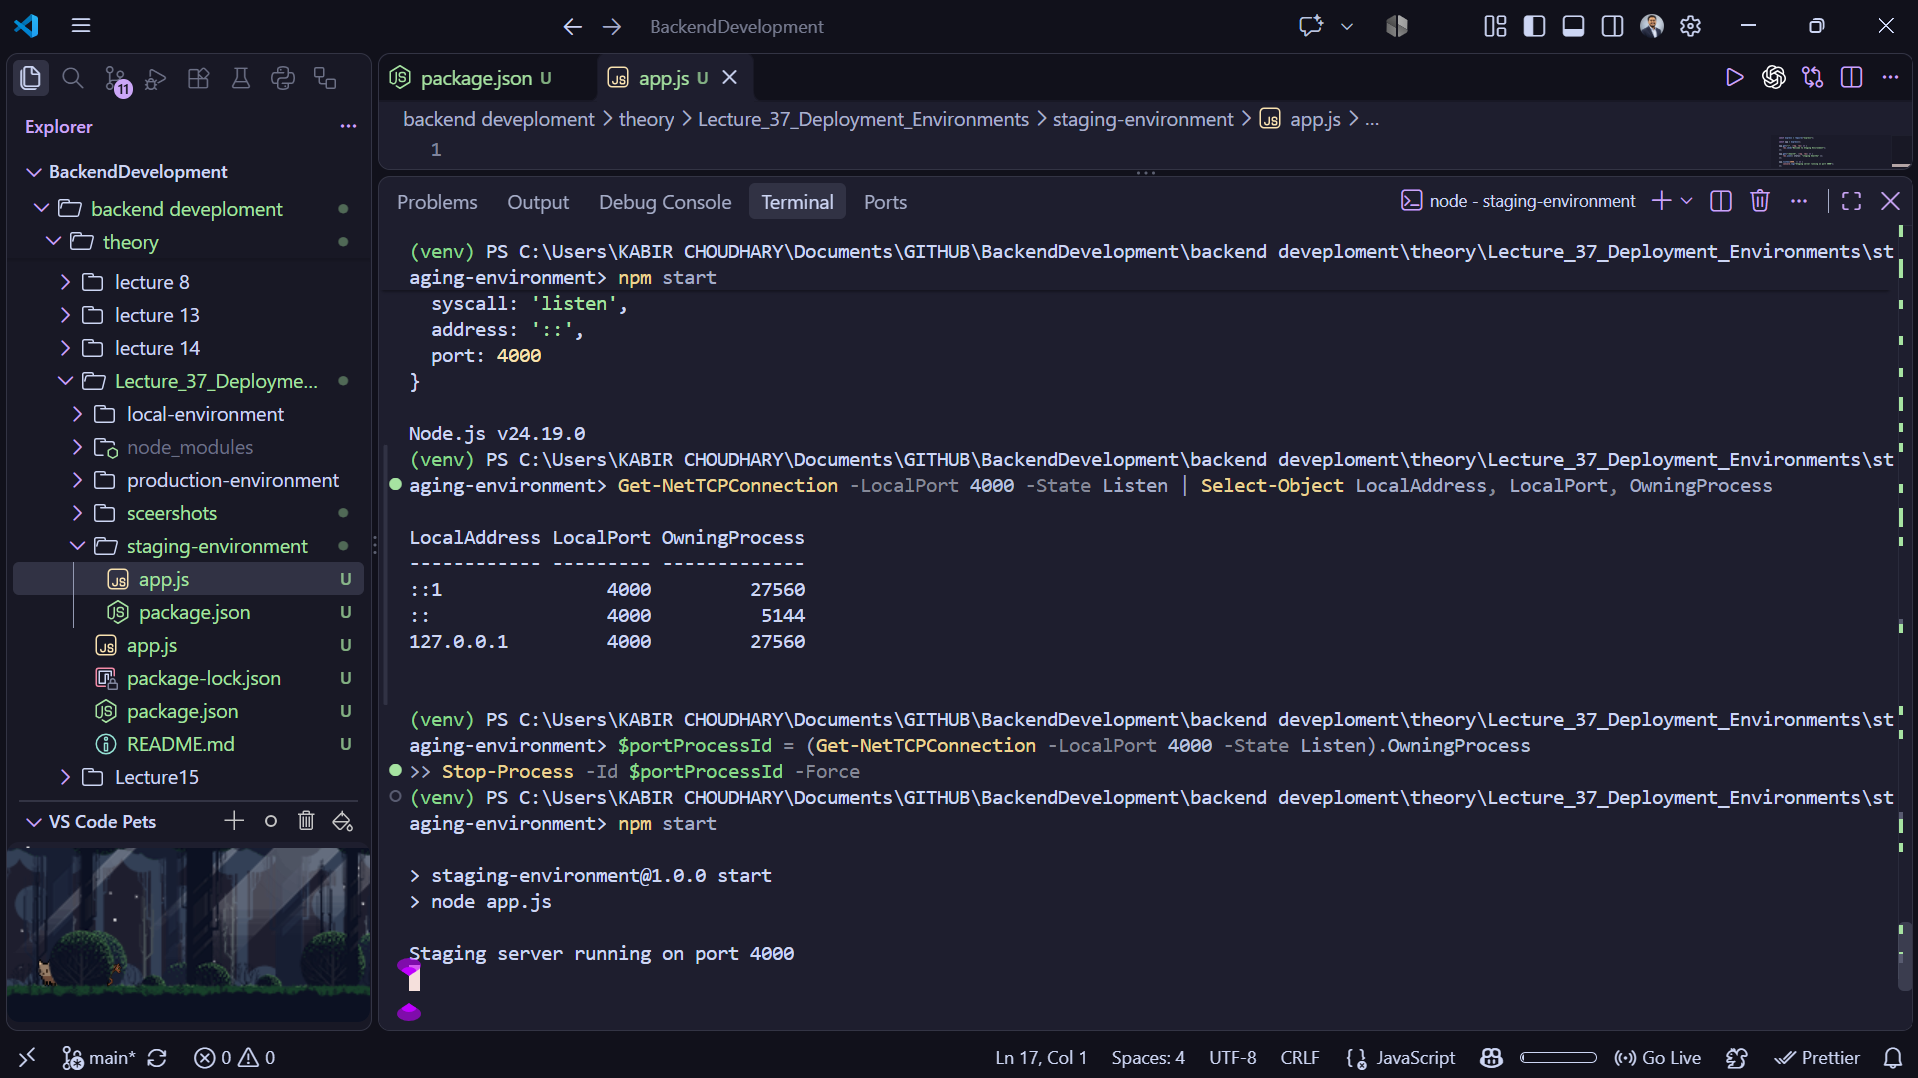 BackendDevelopment
11
package.json U
app.js U
Explorer
backend deveploment > theory > Lecture_37_Deployment_Environments > staging-environment > JS app.js > ...
1
BackendDevelopment
backend deveploment
theory
lecture 8
lecture 13
lecture 14
Lecture_37_Deployme...
local-environment
node_modules
production-environment
sceershots
staging-environment
JS app.js U
package.json U
JS app.js U
package-lock.json U
package.json U
README.md U
Lecture15
VS Code Pets
Problems Output Debug Console Terminal Ports
node - staging-environment
(venv) PS C:\Users\KABIR CHOUDHARY\Documents\GITHUB\BackendDevelopment\backend deveploment\theory\Lecture_37_Deployment_Environments\st
aging-environment> npm start
syscall: 'listen',
address: '::',
port: 4000
}
Node.js v24.19.0
(venv) PS C:\Users\KABIR CHOUDHARY\Documents\GITHUB\BackendDevelopment\backend deveploment\theory\Lecture_37_Deployment_Environments\st
aging-environment> Get-NetTCPConnection -LocalPort 4000 -State Listen | Select-Object LocalAddress, LocalPort, OwningProcess
LocalAddress LocalPort OwningProcess
------------ --------- -------------
::1 4000 27560
:: 4000 5144
127.0.0.1 4000 27560
(venv) PS C:\Users\KABIR CHOUDHARY\Documents\GITHUB\BackendDevelopment\backend deveploment\theory\Lecture_37_Deployment_Environments\st
aging-environment> $portProcessId = (Get-NetTCPConnection -LocalPort 4000 -State Listen).OwningProcess
>> Stop-Process -Id $portProcessId -Force
(venv) PS C:\Users\KABIR CHOUDHARY\Documents\GITHUB\BackendDevelopment\backend deveploment\theory\Lecture_37_Deployment_Environments\st
aging-environment> npm start
> staging-environment@1.0.0 start
> node app.js
Staging server running on port 4000
main* 0 0 Ln 17, Col 1 Spaces: 4 UTF-8 CRLF {} JavaScript Go Live Prettier